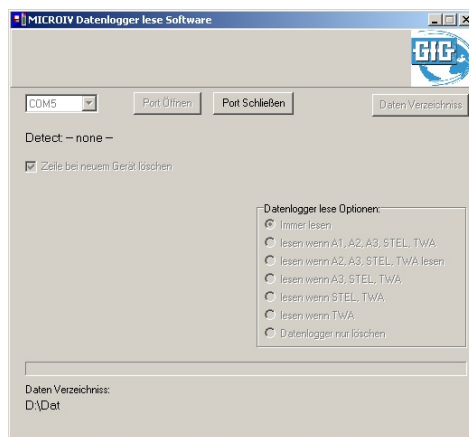 MICROIV Datenlogger lese Software
GfG
COM5
Port Öffnen
Port Schließen
Daten Verzeichniss
Detect: -- none --
Zeile bei neuem Gerät löschen
Datenlogger lese Optionen:
Immer lesen
lesen wenn A1, A2, A3, STEL, TWA
lesen wenn A2, A3, STEL, TWA lesen
lesen wenn A3, STEL, TWA
lesen wenn STEL, TWA
lesen wenn TWA
Datenlogger nur löschen
Daten Verzeichniss:
D:\Dat